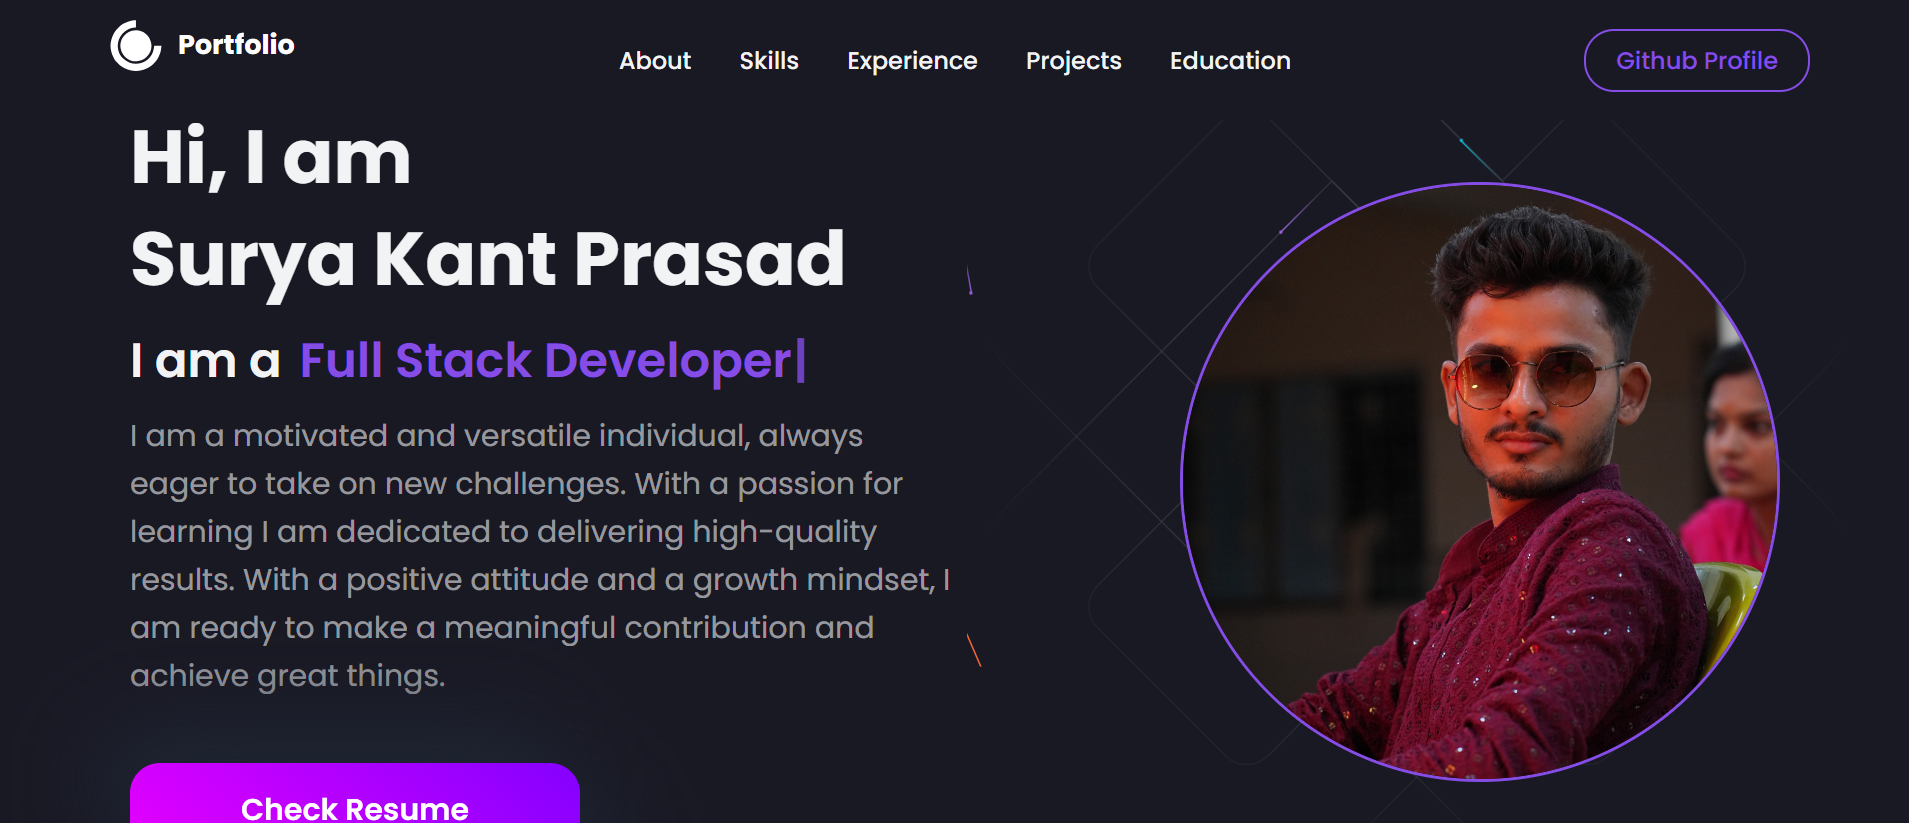 Portfolio
About Skills Experience Projects Education
Github Profile
Hi, I am
Surya Kant Prasad
I am a Full Stack Developer|
I am a motivated and versatile individual, always
eager to take on new challenges. With a passion for
learning I am dedicated to delivering high-quality
results. With a positive attitude and a growth mindset, I
am ready to make a meaningful contribution and
achieve great things.
Check Resume